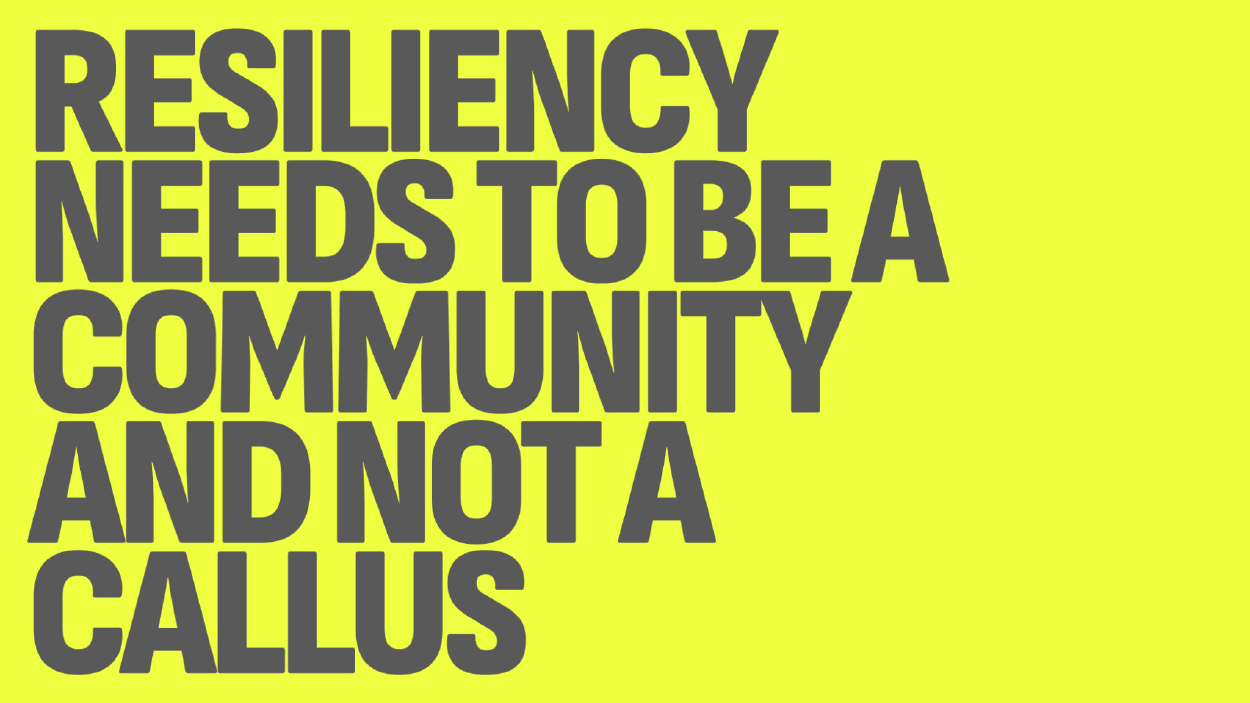 RESILIENCY
NEEDS TO BE A
COMMUNITY
AND NOT A
CALLUS